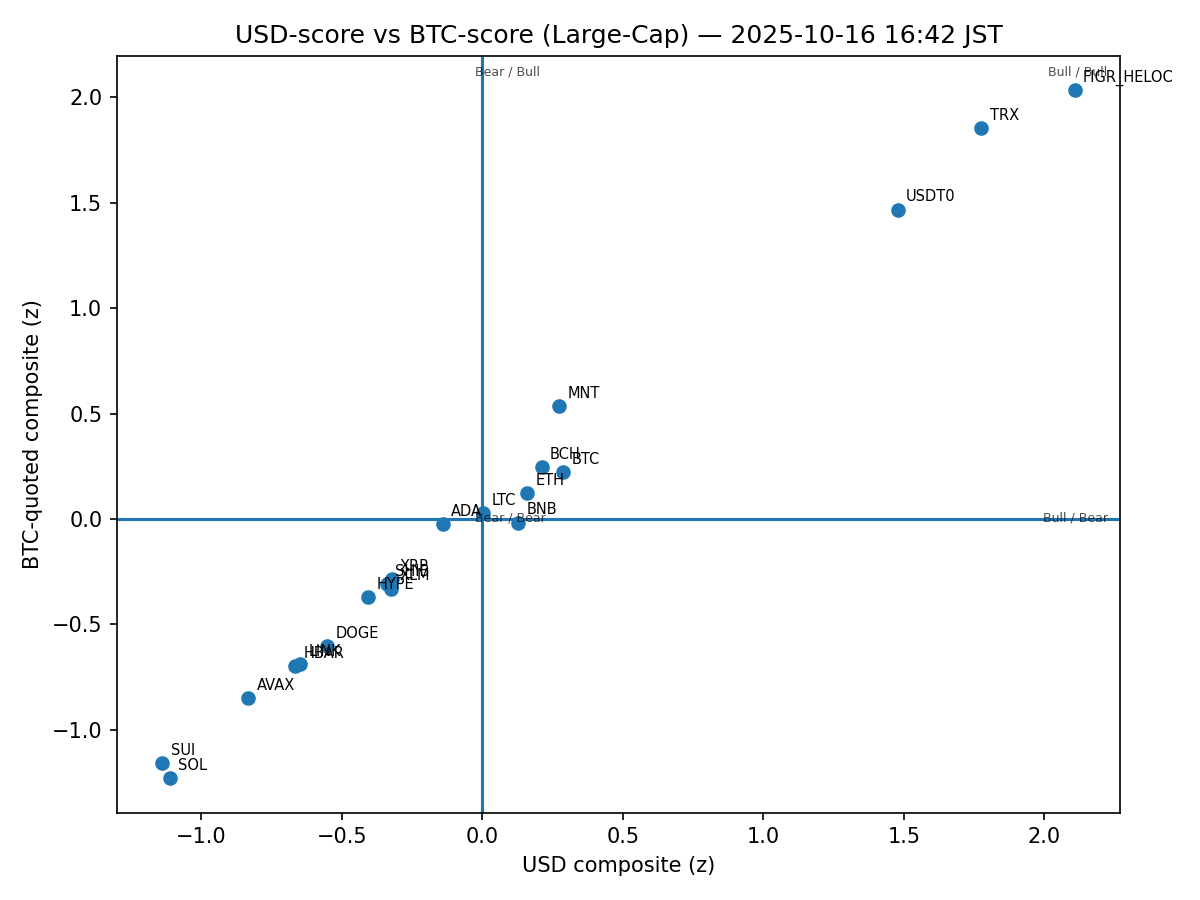 USD-score vs BTC-score (Large-Cap) — 2025-10-16 16:42 JST
Bear / Bull
Bull / Bull
FIGR_HELOC
2.0
TRX
USDT0
1.5
1.0
MNT
0.5
BCH
BTC
ETH
LTC
BNB
ADA
0.0
Bear / Bear
Bull / Bear
XRP
SHIB
XLM
HYPE
−0.5
DOGE
LINK
HBAR
AVAX
−1.0
SUI
SOL
−1.0
−0.5
0.0
0.5
1.0
1.5
2.0
USD composite (z)
BTC-quoted composite (z)